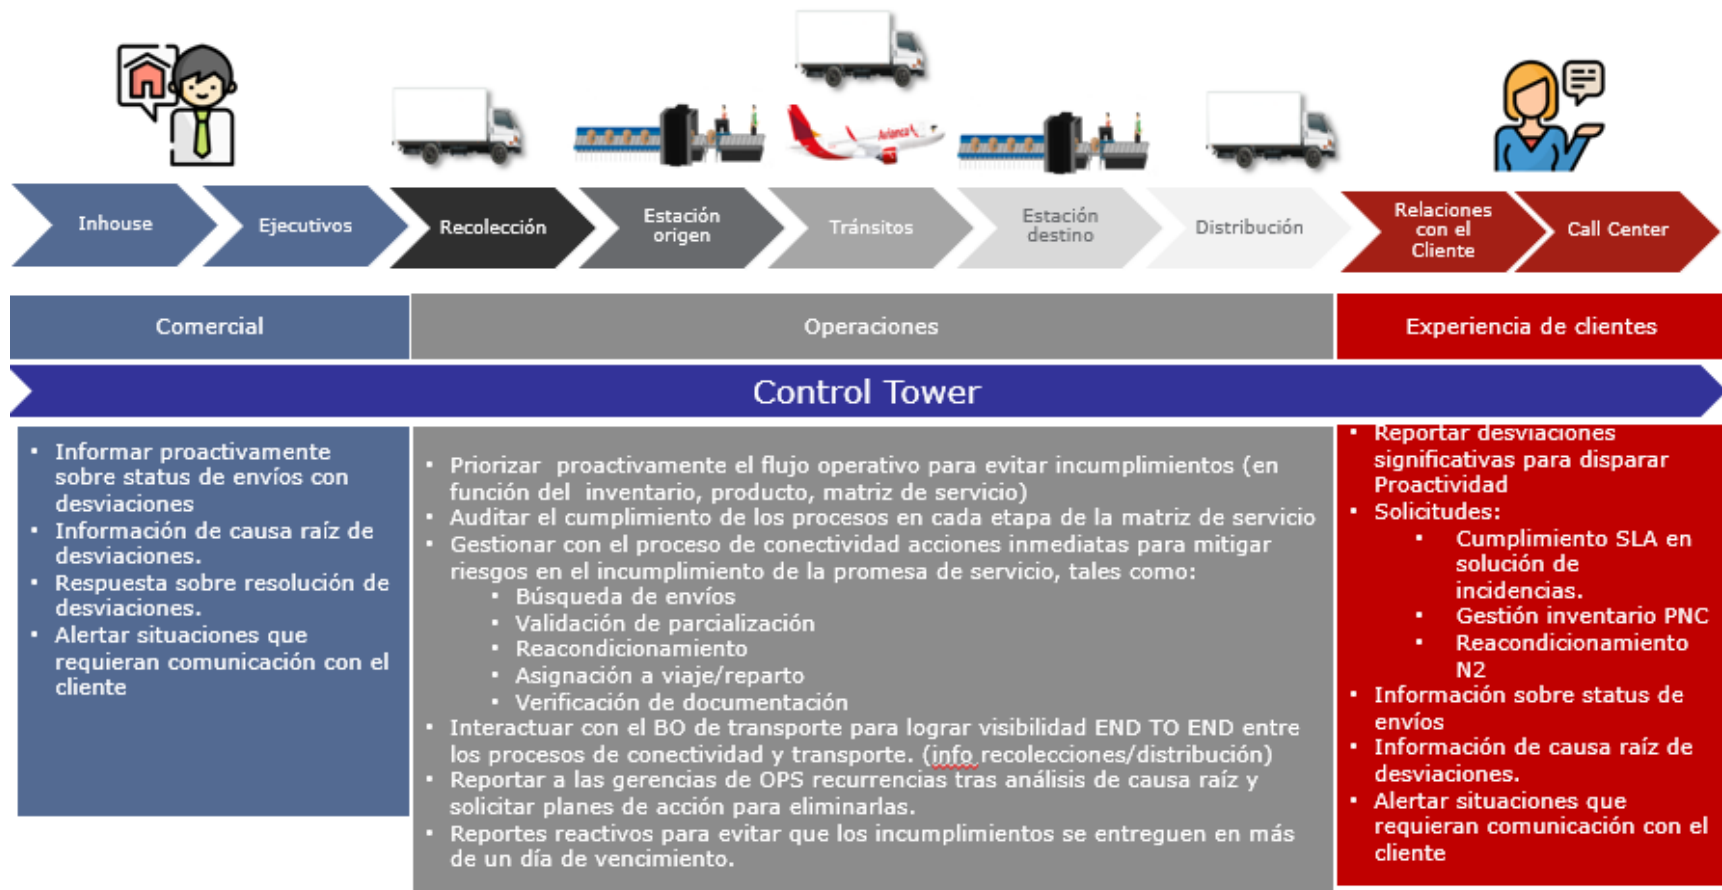 Avianca
Inhouse
Ejecutivos
Recolección
Estación
origen
Tránsitos
Estación
destino
Distribución
Relaciones
con el
Cliente
Call Center
Comercial
Operaciones
Experiencia de clientes
Control Tower
• Informar proactivamente
sobre status de envíos con
desviaciones
• Información de causa raíz de
desviaciones.
• Respuesta sobre resolución de
desviaciones.
• Alertar situaciones que
requieran comunicación con el
cliente
• Priorizar proactivamente el flujo operativo para evitar incumplimientos (en
función del inventario, producto, matriz de servicio)
• Auditar el cumplimiento de los procesos en cada etapa de la matriz de servicio
• Gestionar con el proceso de conectividad acciones inmediatas para mitigar
riesgos en el incumplimiento de la promesa de servicio, tales como:
• Búsqueda de envíos
• Validación de parcialización
• Reacondicionamiento
• Asignación a viaje/reparto
• Verificación de documentación
• Interactuar con el BO de transporte para lograr visibilidad END TO END entre
los procesos de conectividad y transporte. (info recolecciones/distribución)
• Reportar a las gerencias de OPS recurrencias tras análisis de causa raíz y
solicitar planes de acción para eliminarlas.
• Reportes reactivos para evitar que los incumplimientos se entreguen en más
de un día de vencimiento.
• Reportar desviaciones
significativas para disparar
Proactividad
• Solicitudes:
• Cumplimiento SLA en
solución de
incidencias.
• Gestión inventario PNC
• Reacondicionamiento
N2
• Información sobre status de
envíos
• Información de causa raíz de
desviaciones.
• Alertar situaciones que
requieran comunicación con el
cliente